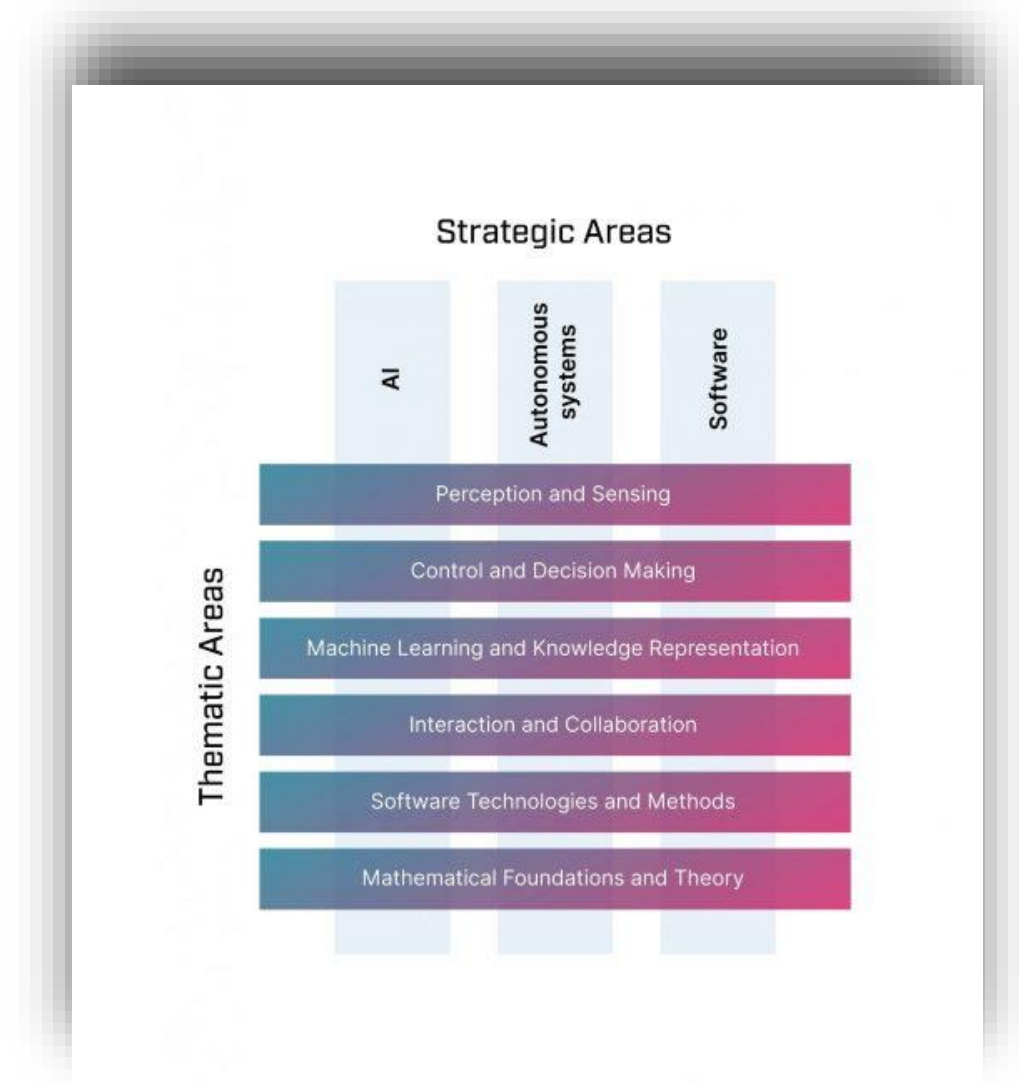 Strategic Areas
AI
Autonomous
systems
Software
Thematic Areas
Perception and Sensing
Control and Decision Making
Machine Learning and Knowledge Representation
Interaction and Collaboration
Software Technologies and Methods
Mathematical Foundations and Theory